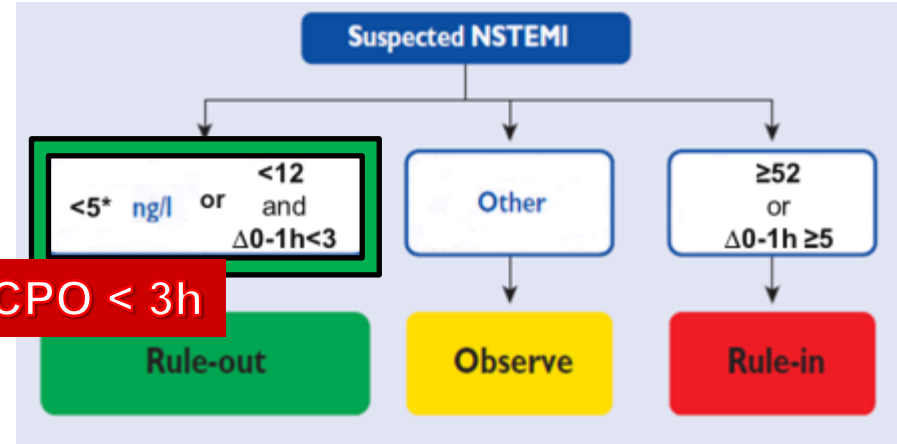 Suspected NSTEMI
<5* ng/l or <12
and
Δ0-1h<3
Other
≥52
or
Δ0-1h ≥5
CPO < 3h
Rule-out
Observe
Rule-in